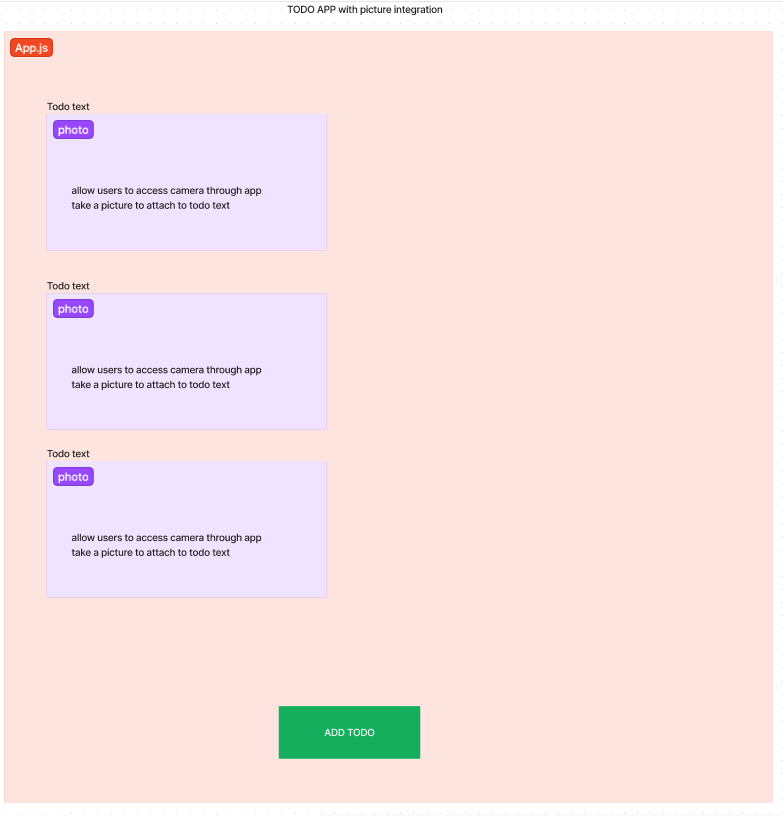 TODO APP with picture integration
App.js
Todo text
photo
allow users to access camera through app
take a picture to attach to todo text
Todo text
photo
allow users to access camera through app
take a picture to attach to todo text
Todo text
photo
allow users to access camera through app
take a picture to attach to todo text
ADD TODO